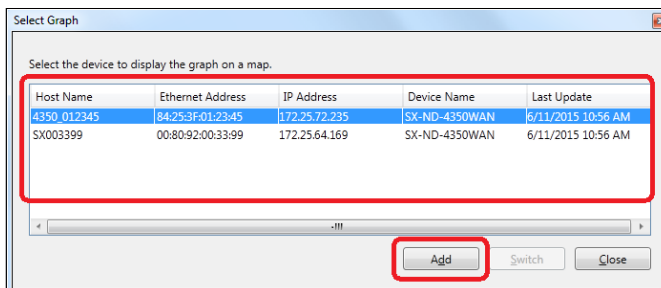 Select Graph
Select the device to display the graph on a map.
Host Name Ethernet Address IP Address Device Name Last Update
4350_012345 84:25:3F:01:23:45 172.25.72.235 SX-ND-4350WAN 6/11/2015 10:56 AM
SX003399 00:80:92:00:33:99 172.25.64.169 SX-ND-4350WAN 6/11/2015 10:56 AM
Add Switch Close